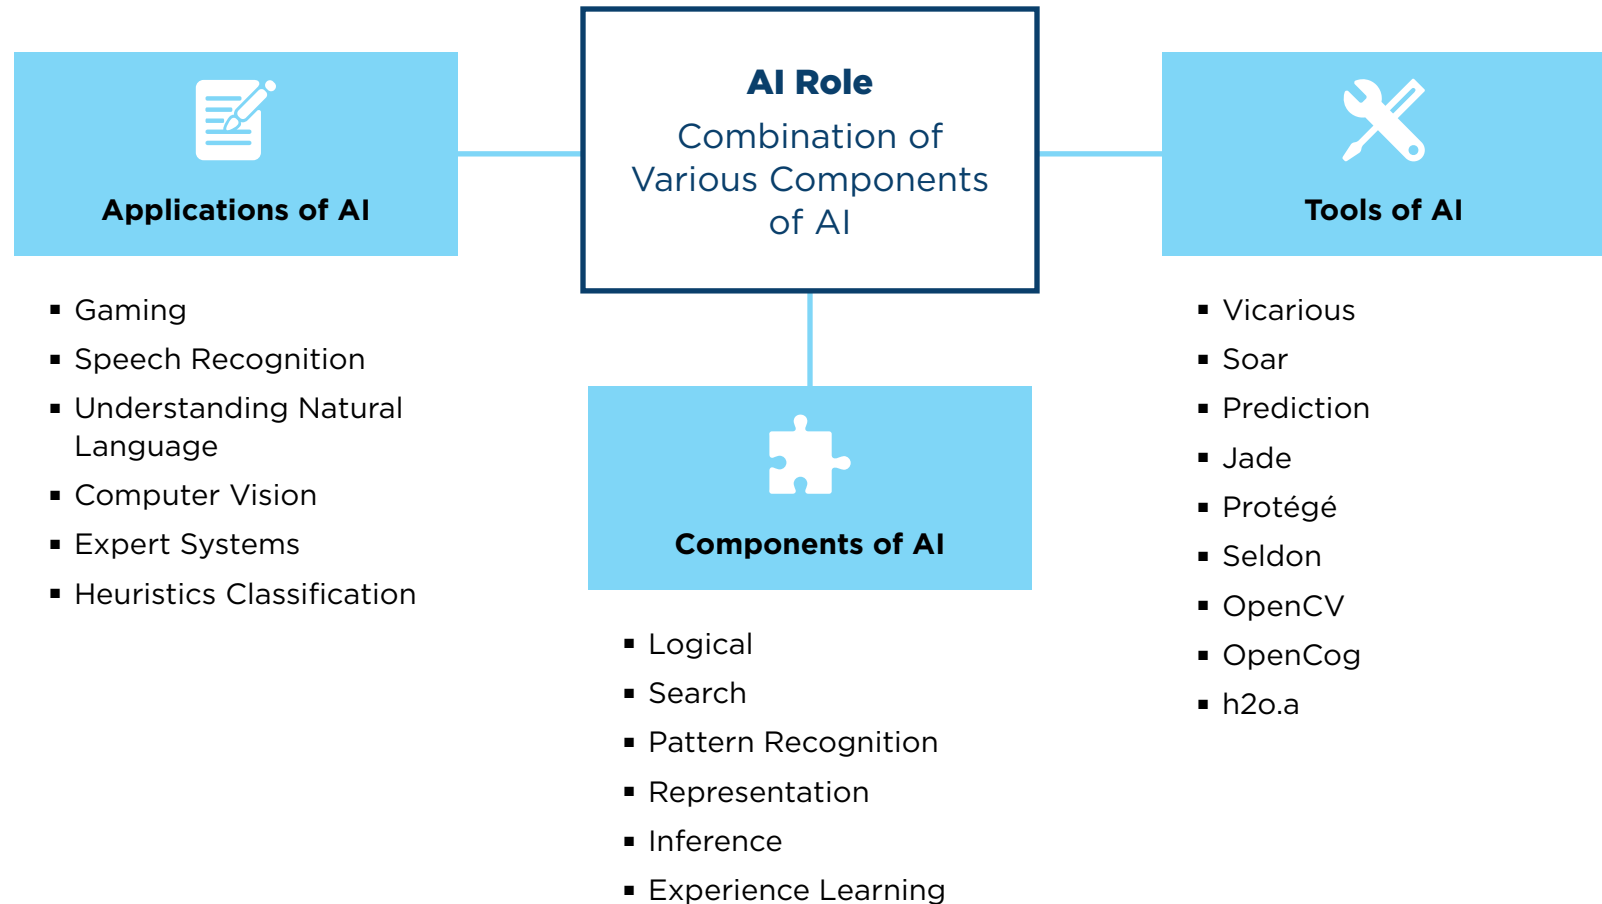 AI Role
Combination of
Various Components
of AI
Applications of AI
▪ Gaming
▪ Speech Recognition
▪ Understanding Natural
Language
▪ Computer Vision
▪ Expert Systems
▪ Heuristics Classification
Components of AI
▪ Logical
▪ Search
▪ Pattern Recognition
▪ Representation
▪ Inference
▪ Experience Learning
Tools of AI
▪ Vicarious
▪ Soar
▪ Prediction
▪ Jade
▪ Protégé
▪ Seldon
▪ OpenCV
▪ OpenCog
▪ h2o.a